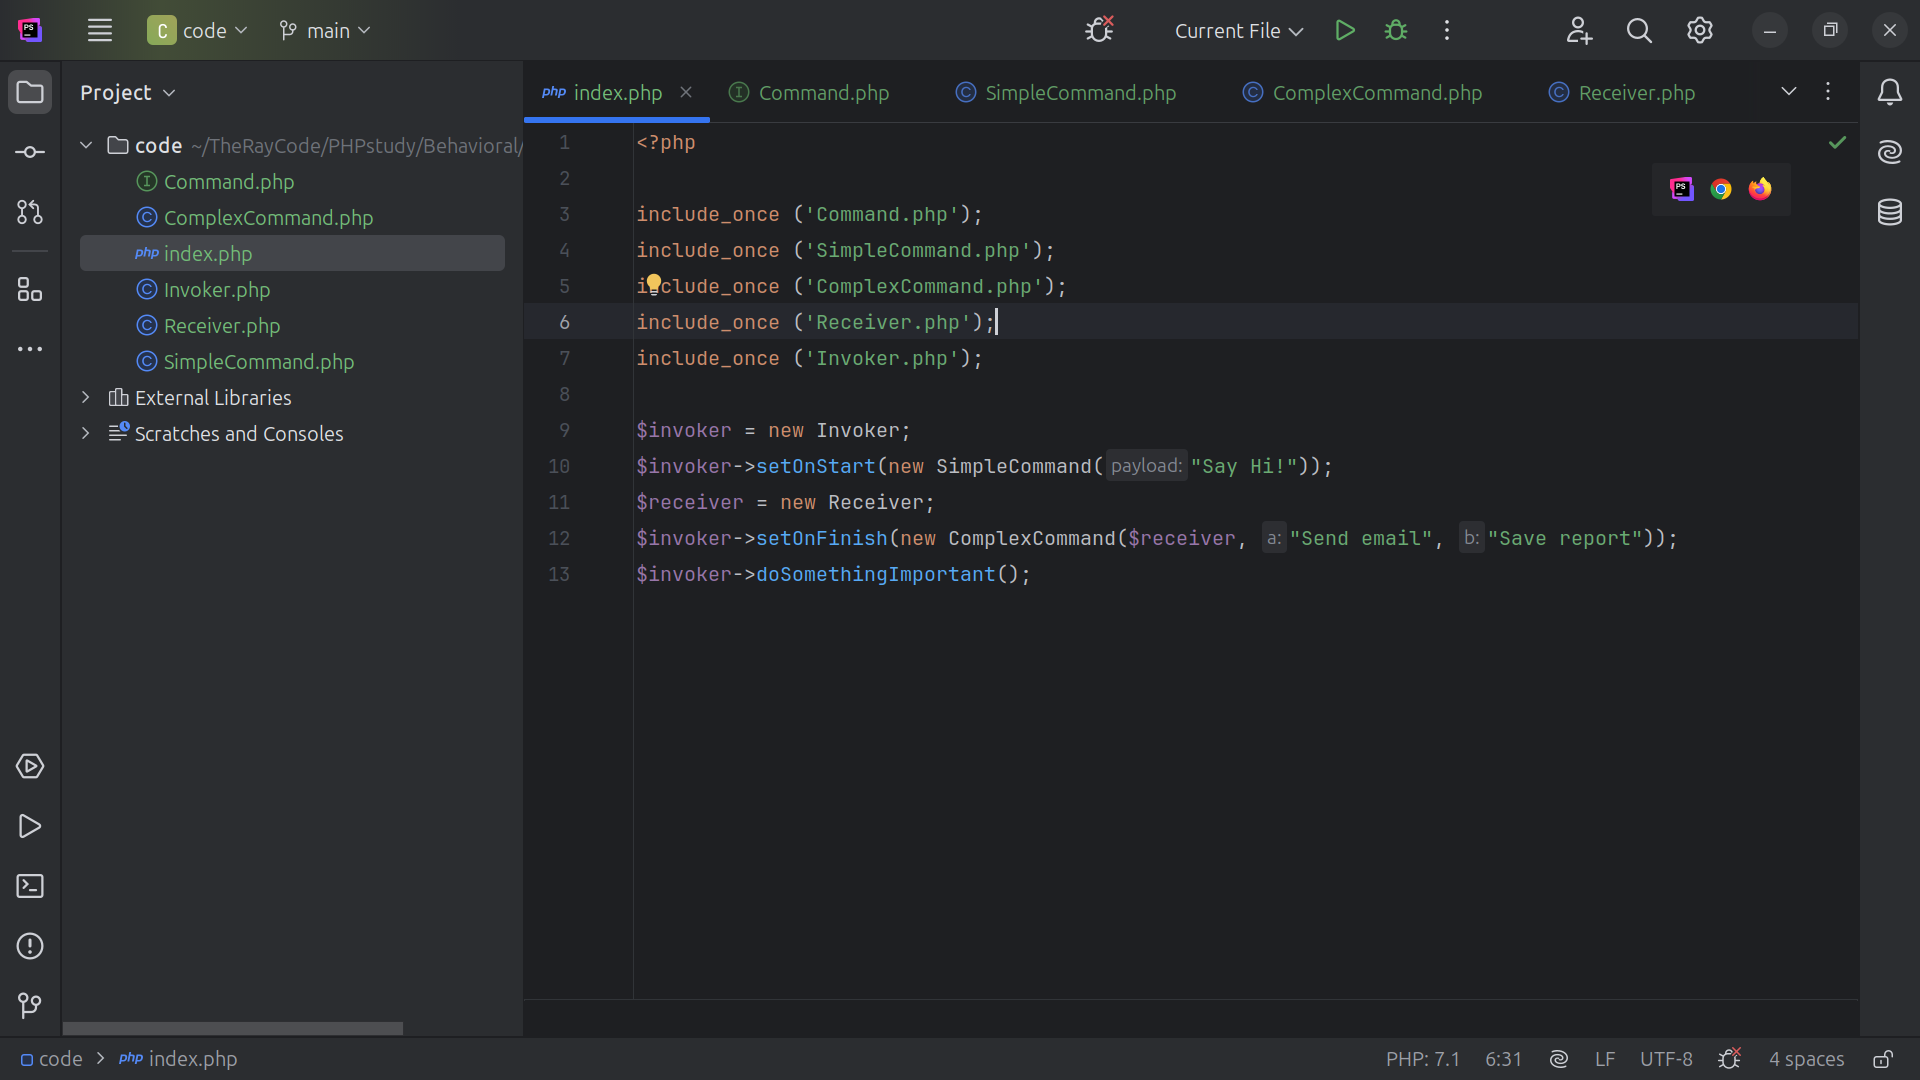 PS
C code
main
Current File
Project
php index.php
Command.php
SimpleCommand.php
ComplexCommand.php
Receiver.php
code ~/TheRayCode/PHPstudy/Behavioral/
Command.php
ComplexCommand.php
php index.php
Invoker.php
Receiver.php
SimpleCommand.php
External Libraries
Scratches and Consoles
1 <?php
2
3 include_once ('Command.php');
4 include_once ('SimpleCommand.php');
5 include_once ('ComplexCommand.php');
6 include_once ('Receiver.php');
7 include_once ('Invoker.php');
8
9 $invoker = new Invoker;
10 $invoker->setOnStart(new SimpleCommand( payload: "Say Hi!"));
11 $receiver = new Receiver;
12 $invoker->setOnFinish(new ComplexCommand($receiver, a: "Send email", b: "Save report"));
13 $invoker->doSomethingImportant();
PS
code > php index.php
PHP: 7.1 6:31 LF UTF-8 4 spaces